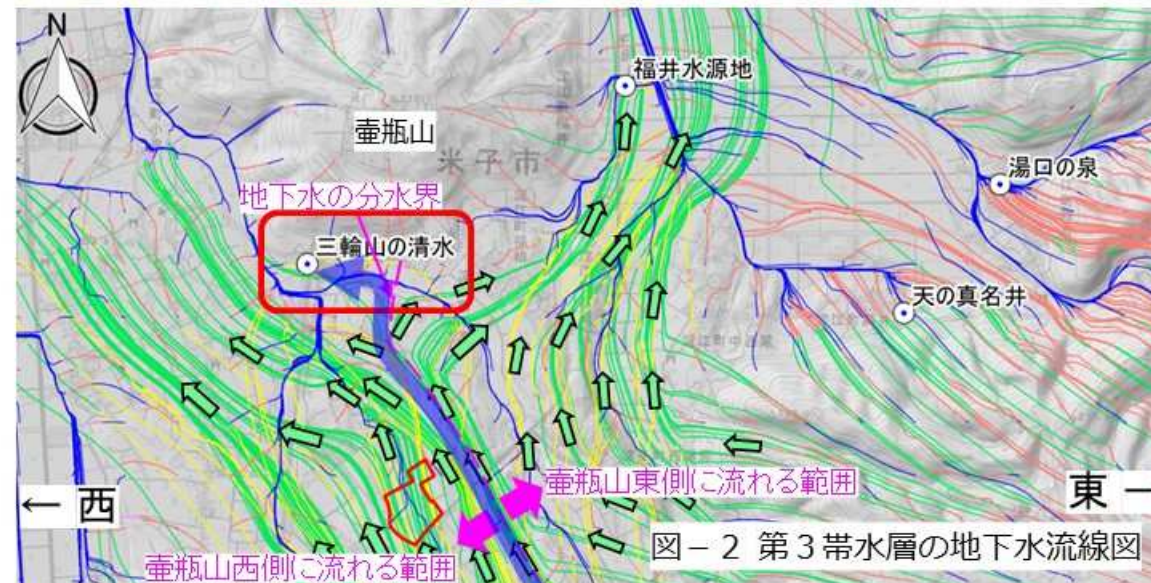 N
福井水源地
壷瓶山
米子市
湯口の泉
地下水の分水界
三輪山の清水
天の真名井
壷瓶山東側に流れる範囲
← 西
東
図－2 第3帯水層の地下水流線図
壷瓶山西側に流れる範囲